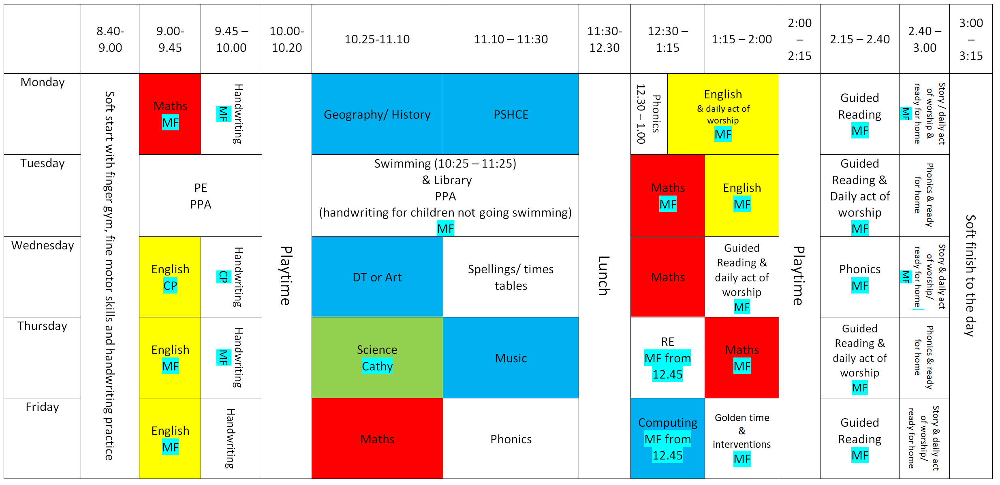 8.40-
9.00
9.00-
9.45
9.45 –
10.00
10.00-
10.20
10.25-11.10
11.10 – 11:30
11:30-
12.30
12:30 –
1:15
1:15 – 2:00
2:00
–
2:15
2.15 – 2.40
2.40 –
3.00
3:00
–
3:15
Monday
Soft start with finger gym, fine motor skills and handwriting practice
Maths
MF
Handwriting
MF
Playtime
Geography/ History
PSHCE
Lunch
Phonics
12.30 – 1.00
English
& daily act of
worship
MF
Playtime
Guided
Reading
MF
Story / daily act
of worship &
ready for home
MF
Soft finish to the day
Tuesday
PE
PPA
Swimming (10:25 – 11:25)
& Library
PPA
(handwriting for children not going swimming)
MF
Maths
MF
English
MF
Guided
Reading &
Daily act of
worship
MF
Phonics & ready
for home
Wednesday
English
CP
Handwriting
CP
DT or Art
Spellings/ times
tables
Maths
Guided
Reading &
daily act of
worship
MF
Phonics
MF
Story & daily act
of worship/
ready for home
MF
Thursday
English
MF
Handwriting
MF
Science
Cathy
Music
RE
MF from
12.45
Maths
MF
Guided
Reading &
daily act of
worship
MF
Phonics & ready
for home
Friday
English
MF
Handwriting
Maths
Phonics
Computing
MF from
12.45
Golden time
&
interventions
MF
Guided
Reading
MF
Story & daily act
of worship/
ready for home